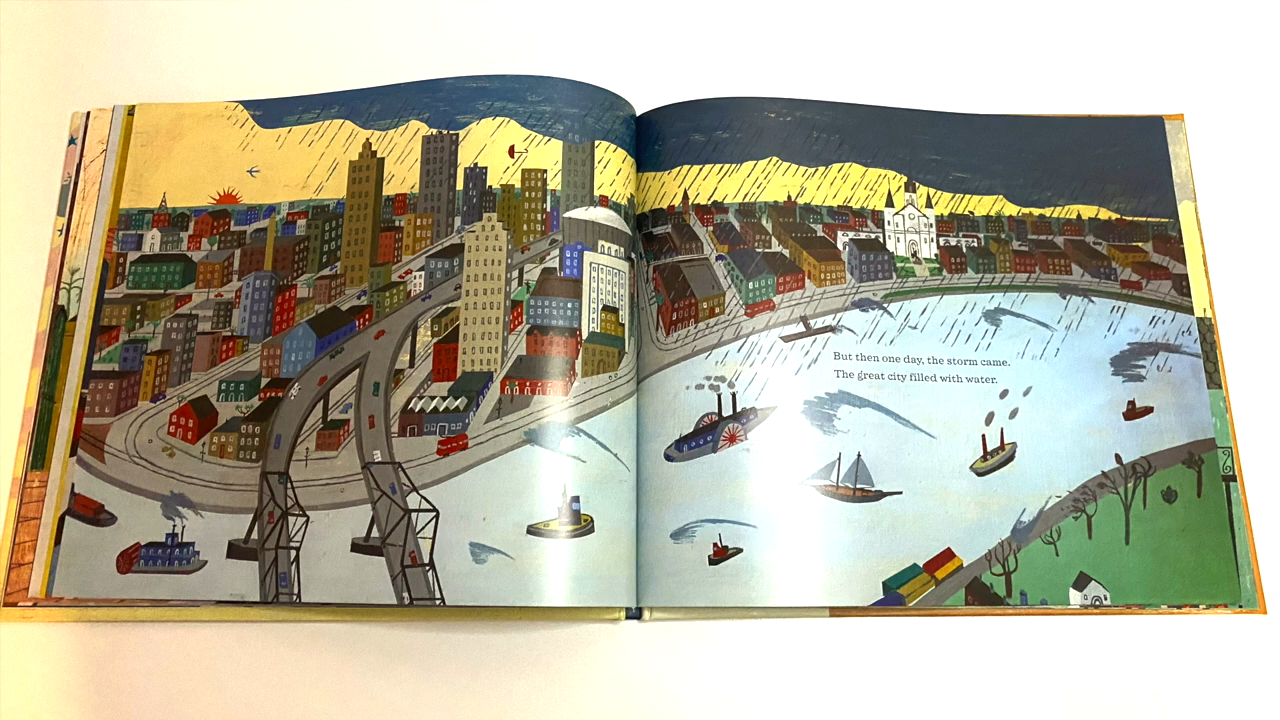 But then one day, the storm came.
The great city filled with water.